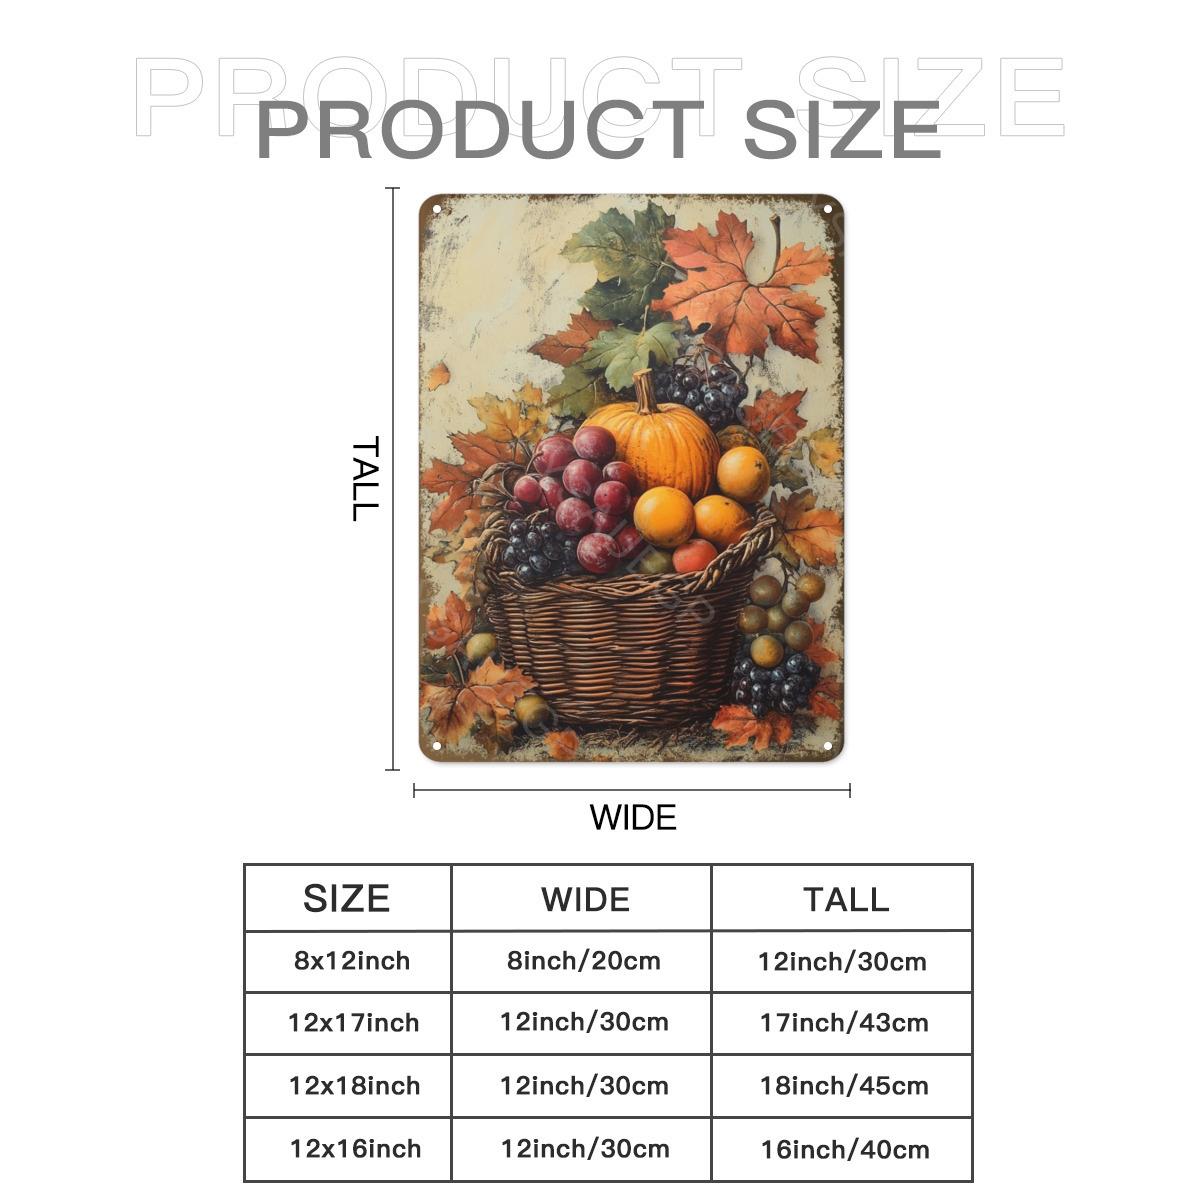 PRODUCT SIZE
PRODUCT SIZE
TALL
WIDE
SIZE WIDE TALL
8x12inch 8inch/20cm 12inch/30cm
12x17inch 12inch/30cm 17inch/43cm
12x18inch 12inch/30cm 18inch/45cm
12x16inch 12inch/30cm 16inch/40cm